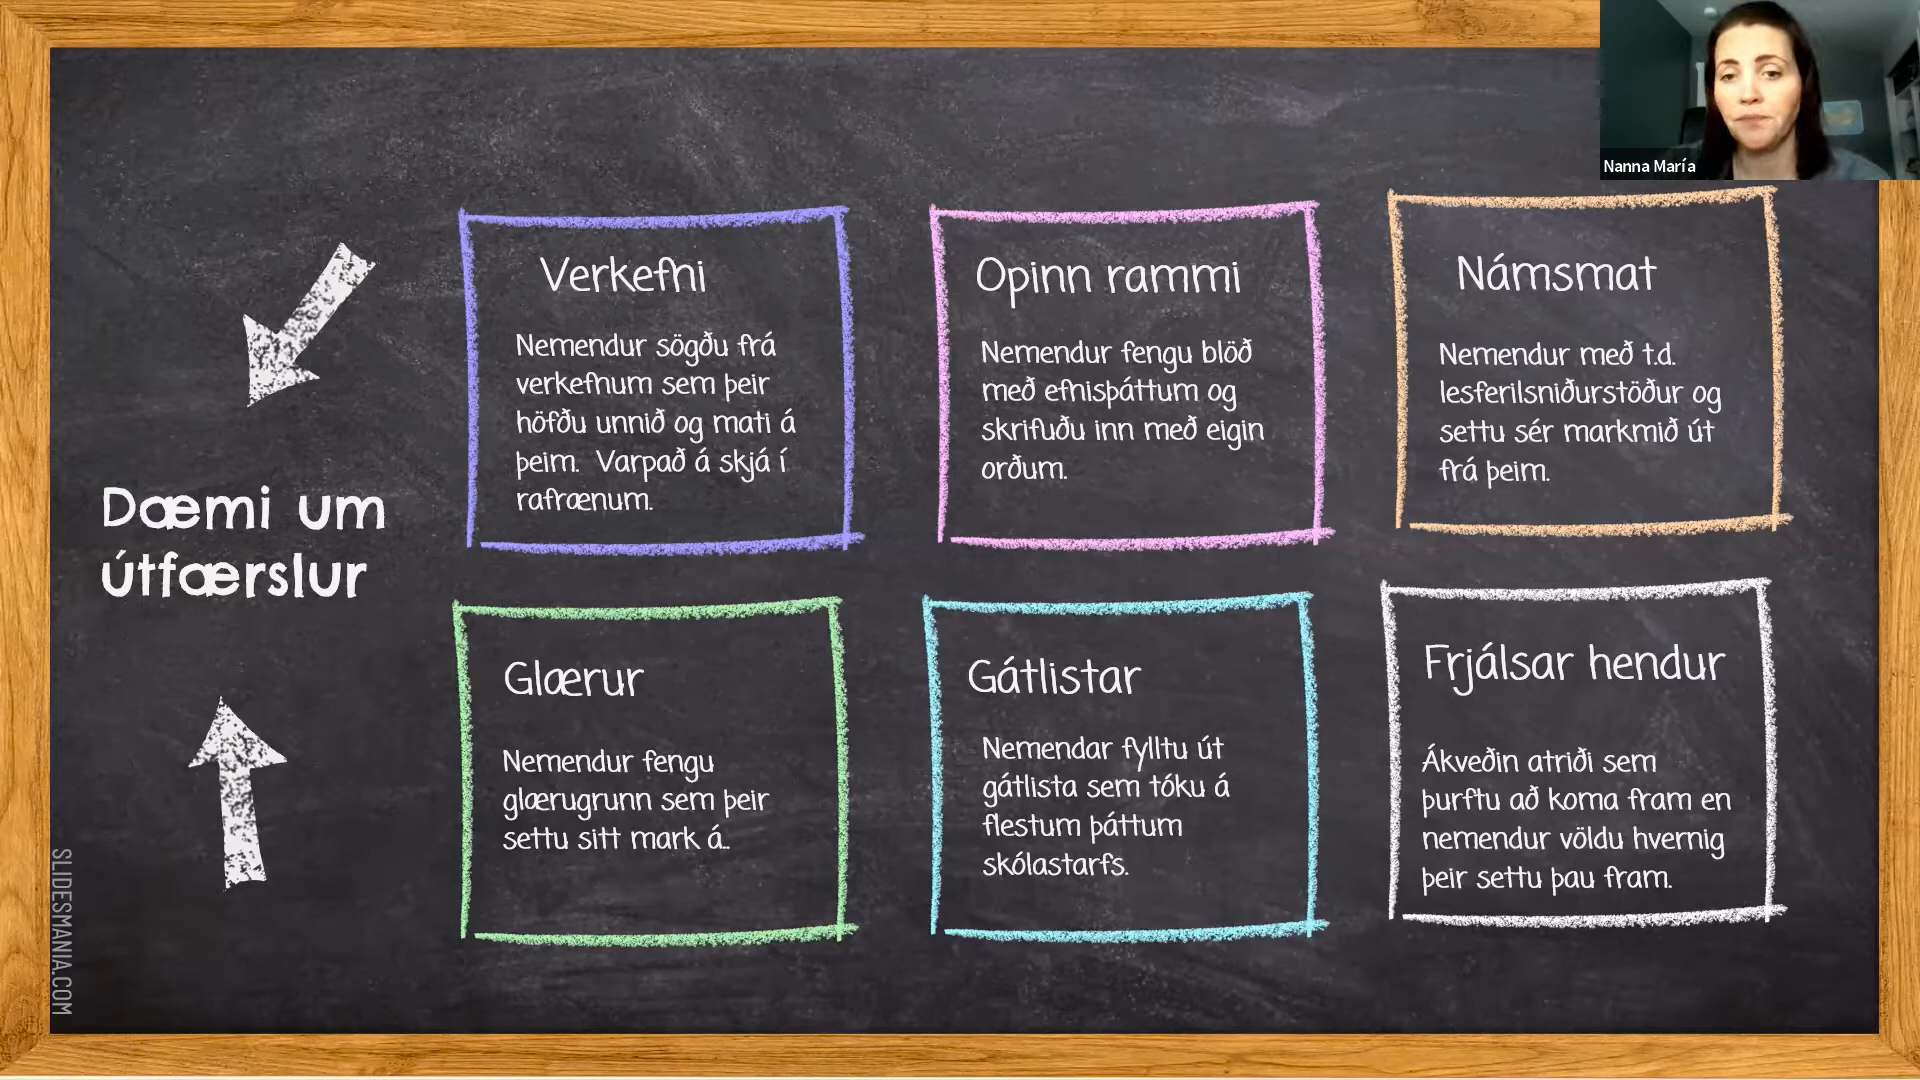 Nanna María
Dæmi um
útfærslur
Verkefni
Nemendur sögðu frá
verkefnum sem þeir
höfðu unnið og mati á
þeim. Varpað á skjá í
rafrænum.
Opinn rammi
Nemendur fengu blöð
með efnisþáttum og
skrifuðu inn með eigin
orðum.
Námsmat
Nemendur með t.d.
lesferilsniðurstöður og
settu sér markmið út
frá þeim.
Glærur
Nemendur fengu
glærugrunn sem þeir
settu sitt mark á..
Gátlistar
Nemendar fylltu út
gátlista sem tóku á
flestum þáttum
skólastarfs.
Frjálsar hendur
Ákveðin atriði sem
þurftu að koma fram en
nemendur völdu hvernig
þeir settu þau fram.
SLIDESMANIA.COM